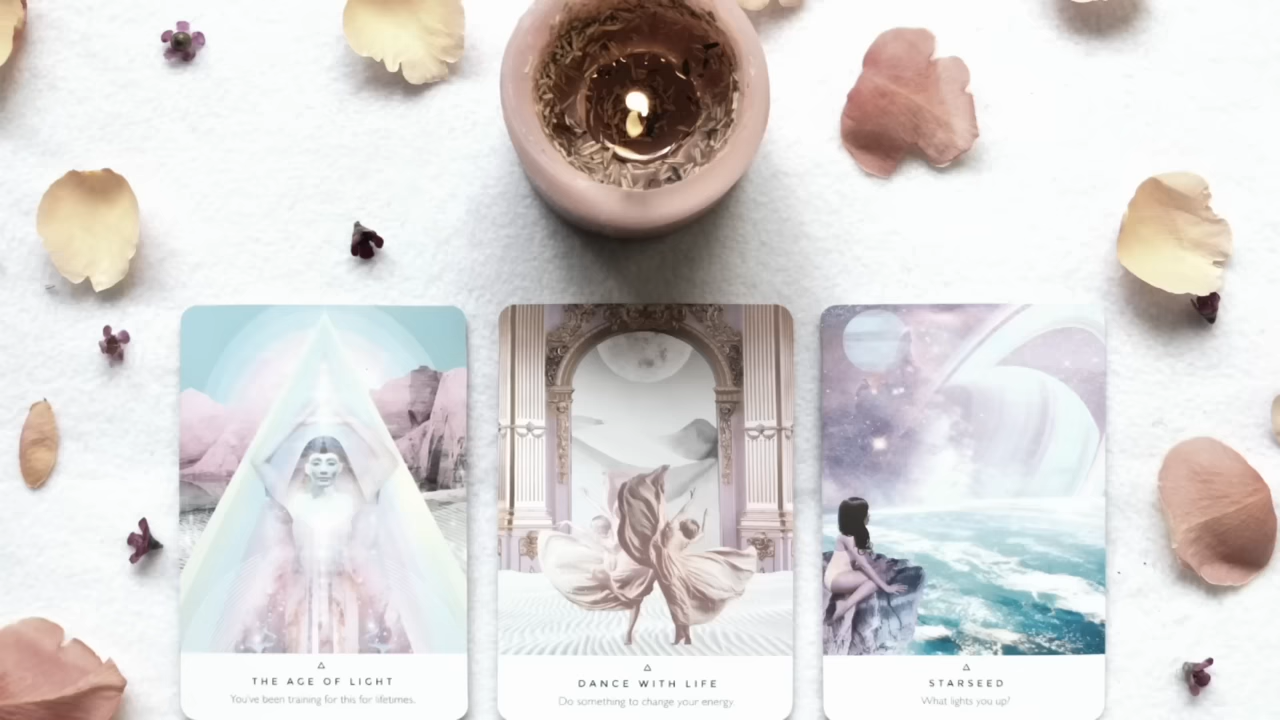 THE AGE OF LIGHT
You've been training for this for lifetimes.
DANCE WITH LIFE
Do something to change your energy.
STARSEED
What lights you up?